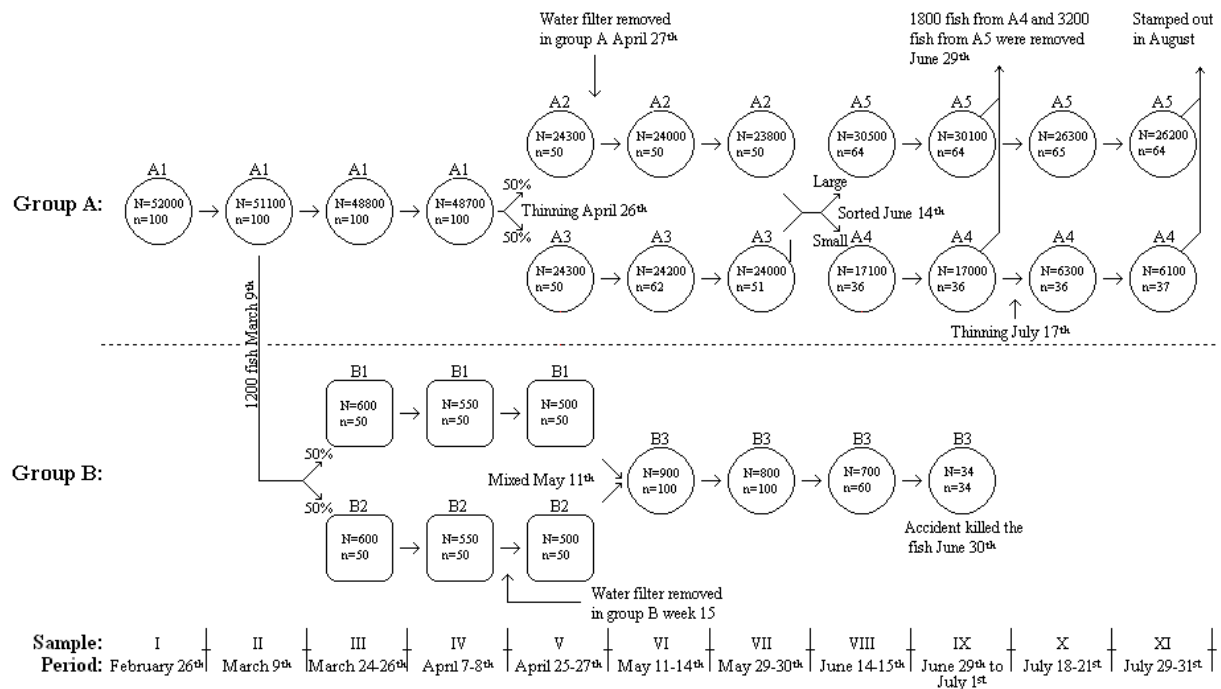 Water filter removed
in group A April 27th
1800 fish from A4 and 3200
fish from A5 were removed
June 29th
Stamped out
in August
A2 A2 A2 A5 A5 A5 A5
N=24300 N=24000 N=23800 N=30500 N=30100 N=26300 N=26200
n=50 n=50 n=50 n=64 n=64 n=65 n=64
A1 A1 A1 A1
Group A:
N=52000 N=51100 N=48800 N=48700
n=100 n=100 n=100 n=100
50%
Thinning April 26th
50%
Large
Sorted June 14th
Small
A3 A3 A3 A4 A4 A4 A4
N=24300 N=24200 N=24000 N=17100 N=17000 N=6300 N=6100
n=50 n=62 n=51 n=36 n=36 n=36 n=37
Thinning July 17th
1200 fish March 9th
B1 B1 B1
N=600 N=550 N=500
n=50 n=50 n=50
Group B:
50%
50%
Mixed May 11th
B3 B3 B3 B3
N=900 N=800 N=700 N=34
n=100 n=100 n=60 n=34
Accident killed the
fish June 30th
B2 B2 B2
N=600 N=550 N=500
n=50 n=50 n=50
Water filter removed
in group B week 15
Sample: I II III IV V VI VII VIII IX X XI
Period: February 26th March 9th March 24-26th April 7-8th April 25-27th May 11-14th May 29-30th June 14-15th June 29th to July 18-21st July 29-31st
July 1st